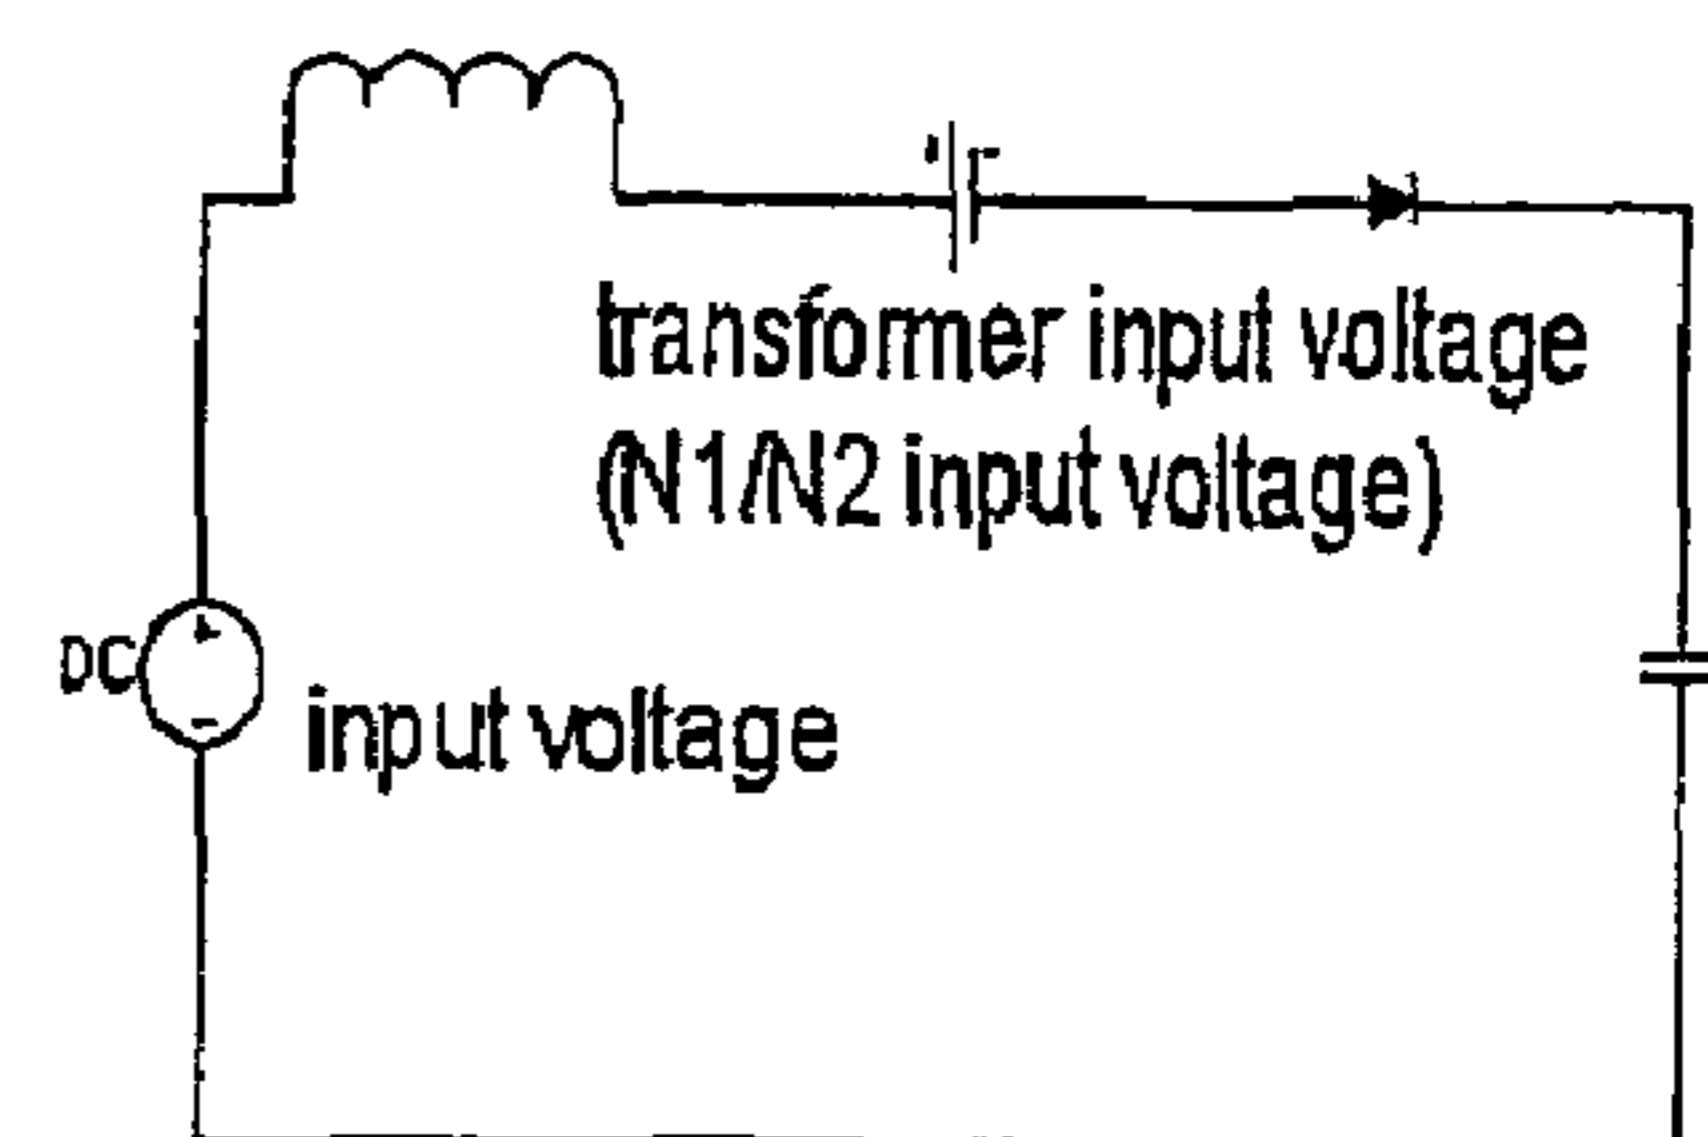 transformer input voltage
(N1/N2 input voltage)
DC
input voltage